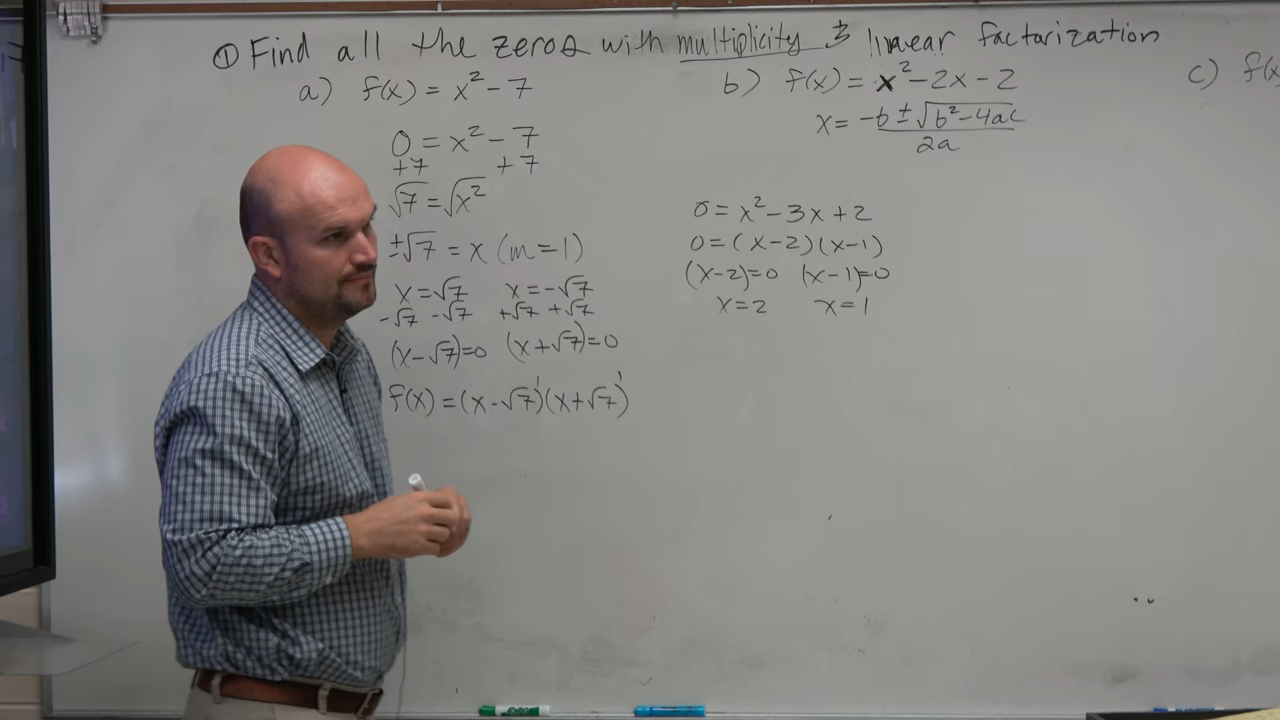 ① Find all the zeros with multiplicity & linear factorization
a) f(x) = x² - 7
0 = x² - 7
+7 +7
√7 = √x²
±√7 = x (m=1)
x = √7 x = -√7
-√7 -√7 +√7 +√7
(x-√7)=0 (x+√7)=0
f(x) = (x-√7)¹(x+√7)¹
b) f(x) = x² - 2x - 2
x = -b ± √b² - 4ac
2a
0 = x² - 3x + 2
0 = (x-2)(x-1)
(x-2)=0 (x-1)=0
x=2 x=1
c) f(x